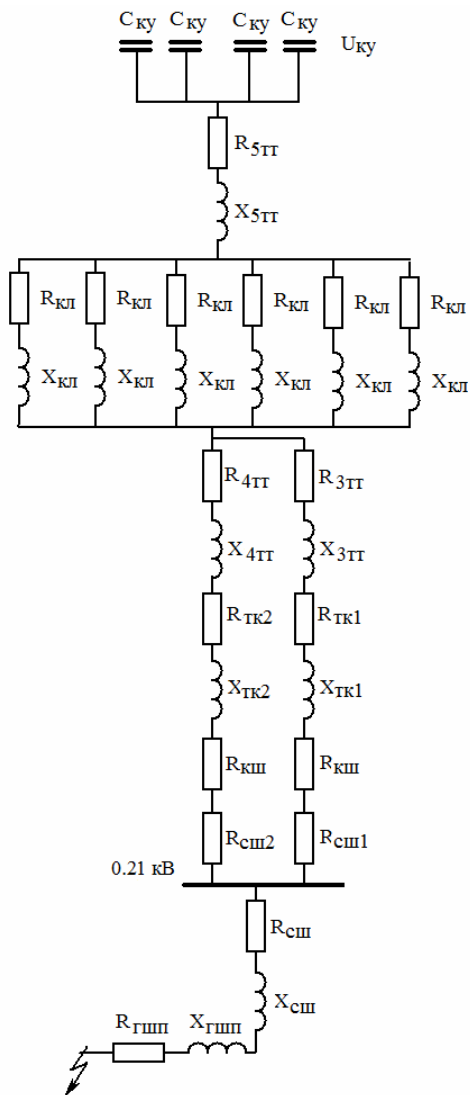 Cку Cку Cку Cку
Uку
R5тт
X5тт
Rкл Rкл Rкл Rкл Rкл Rкл
Xкл Xкл Xкл Xкл Xкл Xкл
R4тт R3тт
X4тт X3тт
Rтк2 Rтк1
Xтк2 Xтк1
Rкш Rкш
Rсш2 Rсш1
0.21 кВ
Rсш
Xсш
Rгшп Xгшп